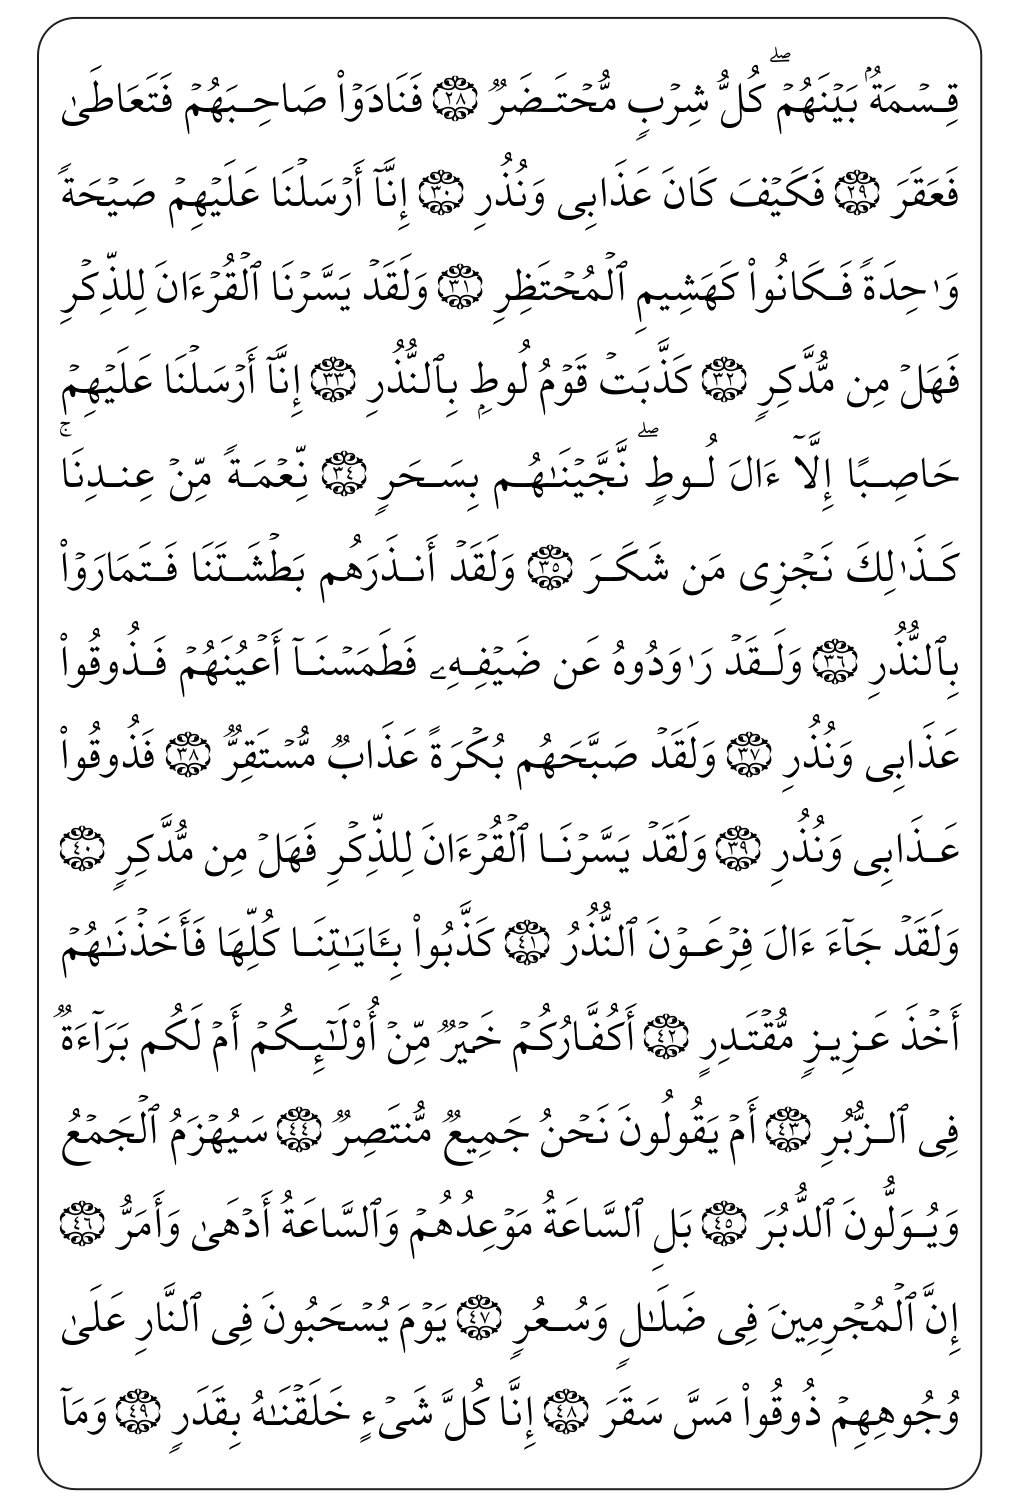 قِسۡمَةُۢ بَيۡنَهُمۡۖ كُلُّ شِرۡبٖ مُّحۡتَضَرٞ ٢٨ فَنَادَوۡاْ صَاحِبَهُمۡ فَتَعَاطَىٰ
فَعَقَرَ ٢٩ فَكَيۡفَ كَانَ عَذَابِي وَنُذُرِ ٣٠ إِنَّآ أَرۡسَلۡنَا عَلَيۡهِمۡ صَيۡحَةٗ
وَٰحِدَةٗ فَكَانُواْ كَهَشِيمِ ٱلۡمُحۡتَظِرِ ٣١ وَلَقَدۡ يَسَّرۡنَا ٱلۡقُرۡءَانَ لِلذِّكۡرِ
فَهَلۡ مِن مُّدَّكِرٖ ٣٢ كَذَّبَتۡ قَوۡمُ لُوطِۭ بِٱلنُّذُرِ ٣٣ إِنَّآ أَرۡسَلۡنَا عَلَيۡهِمۡ
حَاصِبًا إِلَّآ ءَالَ لُوطٖۖ نَّجَّيۡنَٰهُم بِسَحَرٖ ٣٤ نِّعۡمَةٗ مِّنۡ عِندِنَاۚ
كَذَٰلِكَ نَجۡزِي مَن شَكَرَ ٣٥ وَلَقَدۡ أَنذَرَهُم بَطۡشَتَنَا فَتَمَارَوۡاْ
بِٱلنُّذُرِ ٣٦ وَلَقَدۡ رَٰوَدُوهُ عَن ضَيۡفِهِۦ فَطَمَسۡنَآ أَعۡيُنَهُمۡ فَذُوقُواْ
عَذَابِي وَنُذُرِ ٣٧ وَلَقَدۡ صَبَّحَهُم بُكۡرَةً عَذَابٞ مُّسۡتَقِرّٞ ٣٨ فَذُوقُواْ
عَذَابِي وَنُذُرِ ٣٩ وَلَقَدۡ يَسَّرۡنَا ٱلۡقُرۡءَانَ لِلذِّكۡرِ فَهَلۡ مِن مُّدَّكِرٖ ٤٠
وَلَقَدۡ جَآءَ ءَالَ فِرۡعَوۡنَ ٱلنُّذُرُ ٤١ كَذَّبُواْ بِـَٔايَٰتِنَا كُلِّهَا فَأَخَذۡنَٰهُمۡ
أَخۡذَ عَزِيزٖ مُّقۡتَدِرٍ ٤٢ أَكُفَّارُكُمۡ خَيۡرٞ مِّنۡ أُوْلَٰٓئِكُمۡ أَمۡ لَكُم بَرَآءَةٞ
فِي ٱلزُّبُرِ ٤٣ أَمۡ يَقُولُونَ نَحۡنُ جَمِيعٞ مُّنتَصِرٞ ٤٤ سَيُهۡزَمُ ٱلۡجَمۡعُ
وَيُوَلُّونَ ٱلدُّبُرَ ٤٥ بَلِ ٱلسَّاعَةُ مَوۡعِدُهُمۡ وَٱلسَّاعَةُ أَدۡهَىٰ وَأَمَرُّ ٤٦
إِنَّ ٱلۡمُجۡرِمِينَ فِي ضَلَٰلٖ وَسُعُرٖ ٤٧ يَوۡمَ يُسۡحَبُونَ فِي ٱلنَّارِ عَلَىٰ
وُجُوهِهِمۡ ذُوقُواْ مَسَّ سَقَرَ ٤٨ إِنَّا كُلَّ شَيۡءٍ خَلَقۡنَٰهُ بِقَدَرٖ ٤٩ وَمَآ